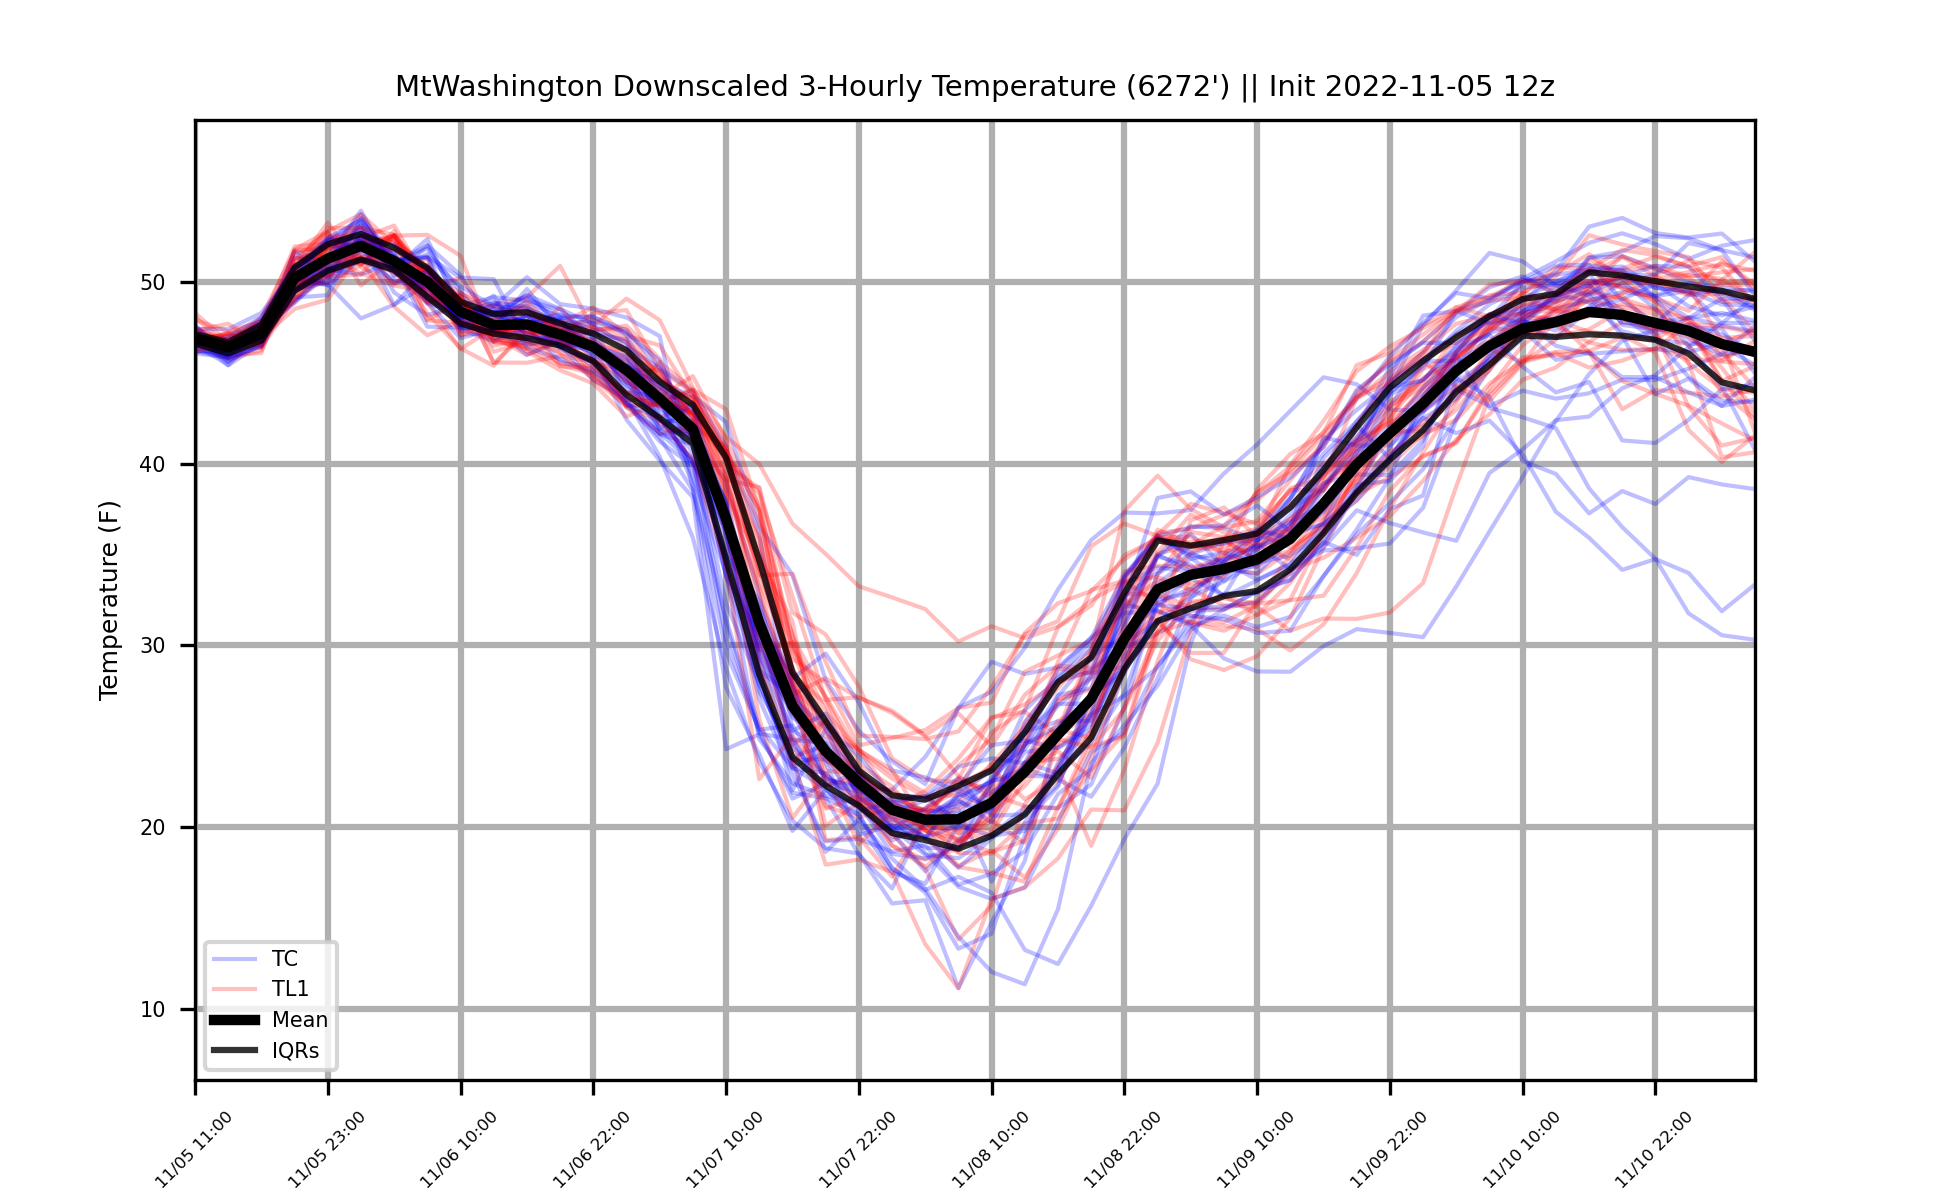 MtWashington Downscaled 3-Hourly Temperature (6272') || Init 2022-11-05 12z
Temperature (F)
50
40
30
20
10
TC
TL1
Mean
IQRs
11/05 11:00
11/05 23:00
11/06 10:00
11/06 22:00
11/07 10:00
11/07 22:00
11/08 10:00
11/08 22:00
11/09 10:00
11/09 22:00
11/10 10:00
11/10 22:00